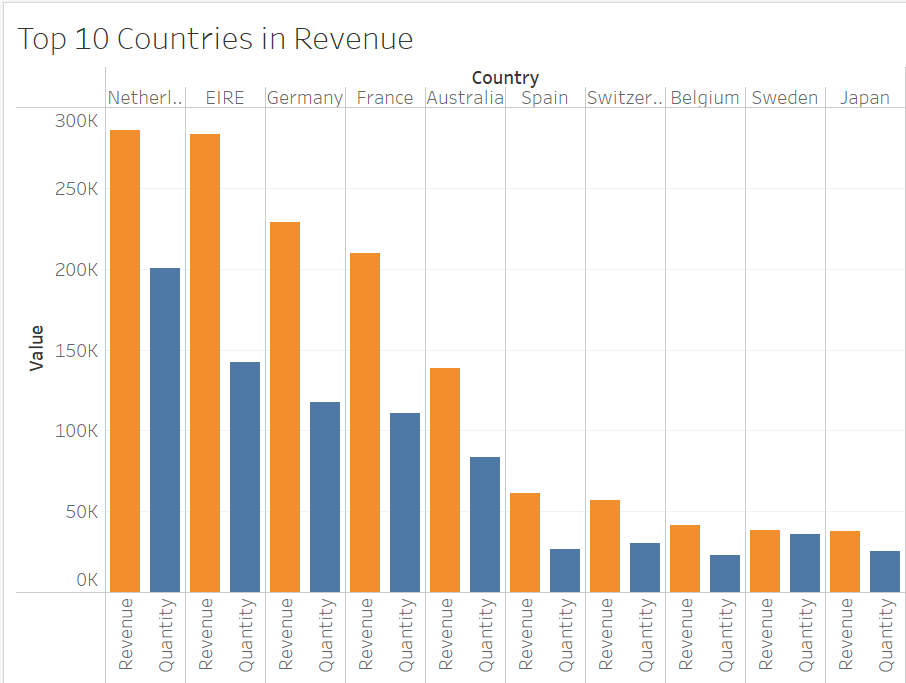 Top 10 Countries in Revenue
Country
Netherl.. EIRE Germany France Australia Spain Switzer.. Belgium Sweden Japan
300K
250K
200K
150K
100K
50K
0K
Value
Revenue Quantity Revenue Quantity Revenue Quantity Revenue Quantity Revenue Quantity Revenue Quantity Revenue Quantity Revenue Quantity Revenue Quantity Revenue Quantity